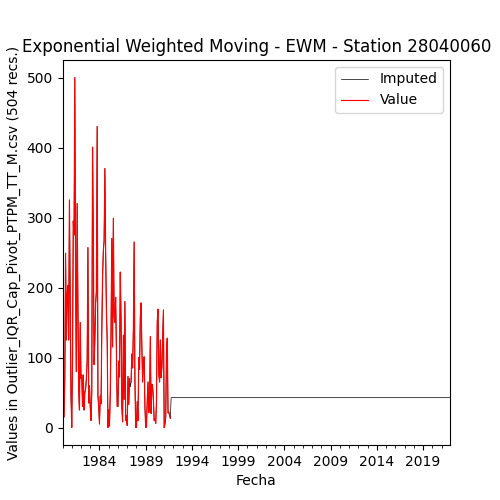 Exponential Weighted Moving - EWM - Station 28040060
Values in Outlier_IQR_Cap_Pivot_PTPM_TT_M.csv (504 recs.)
500
400
300
200
100
0
Imputed
Value
1984 1989 1994 1999 2004 2009 2014 2019
Fecha